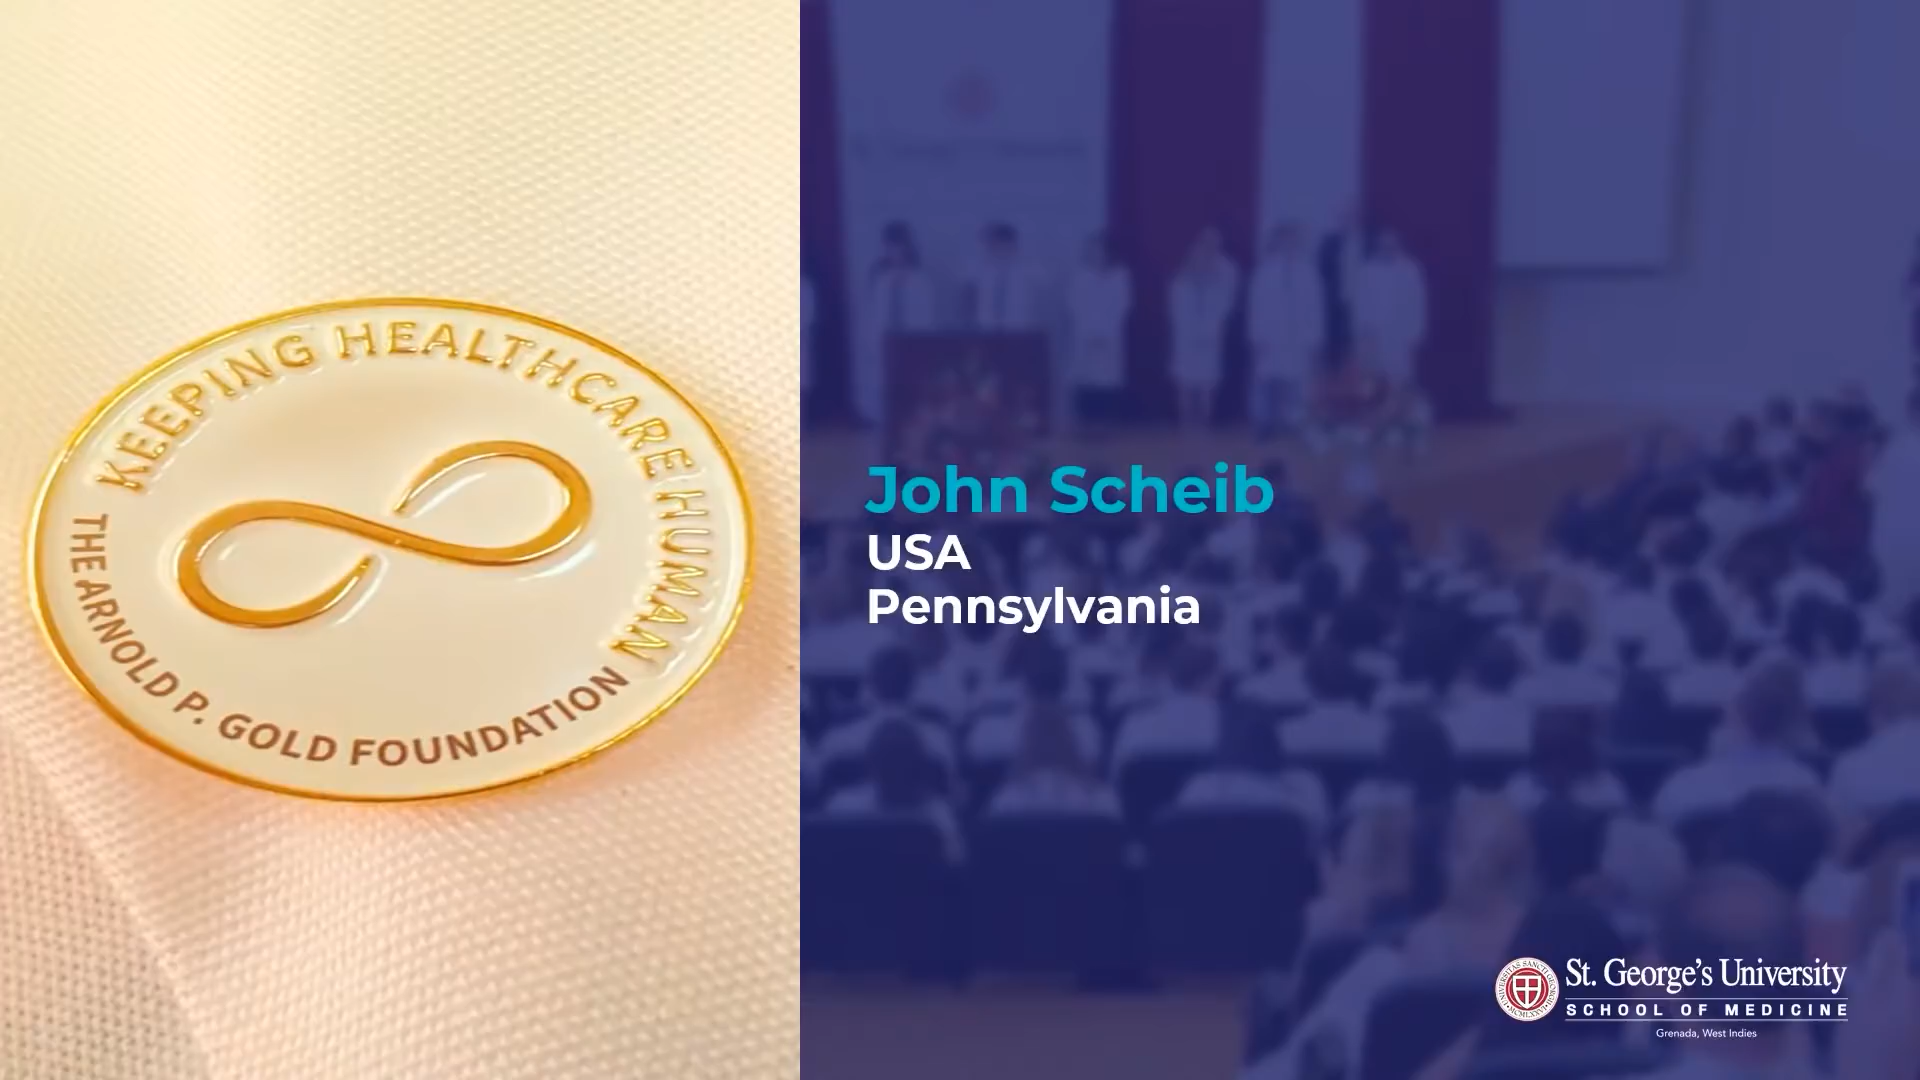 KEEPING HEALTHCARE HUMAN
THE ARNOLD P. GOLD FOUNDATION
John Scheib
USA
Pennsylvania
St. George's University
SCHOOL OF MEDICINE
Grenada, West Indies